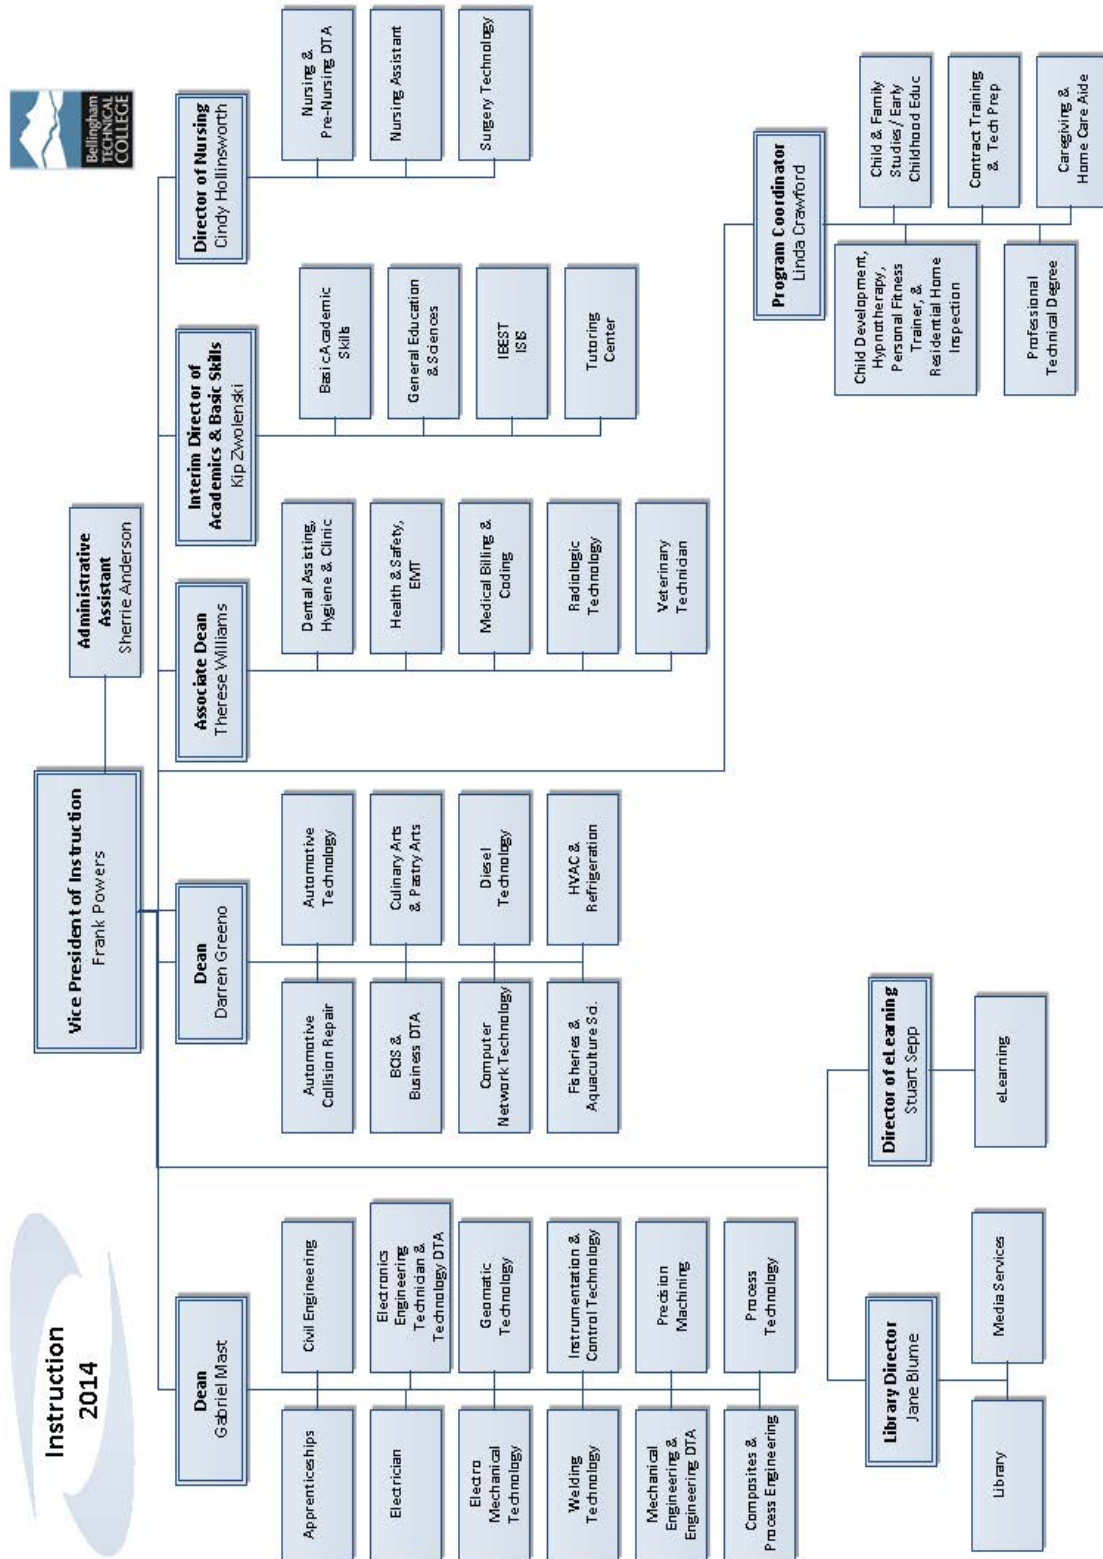 Instruction
2014
Bellingham
TECHNICAL
COLLEGE
Vice President of Instruction
Frank Powers
Administrative
Assistant
Sherrie Anderson
Dean
Gabriel Mast
Apprenticeships
Civil Engineering
Electrician
Electronics
Engineering
Technician &
Technology DTA
Electro
Mechanical
Technology
Geomatic
Technology
Welding
Technology
Instrumentation &
Control Technology
Mechanical
Engineering &
Engineering DTA
Precision
Machining
Composites &
Process Engineering
Process
Technology
Dean
Darren Greeno
Automotive
Collision Repair
Automotive
Technology
BCIS &
Business DTA
Culinary Arts
& Pastry Arts
Computer
Network Technology
Diesel
Technology
Fisheries &
Aquaculture Sci.
HVAC &
Refrigeration
Associate Dean
Therese Williams
Dental Assisting,
Hygiene & Clinic
Health & Safety,
EMT
Medical Billing &
Coding
Radiologic
Technology
Veterinary
Technician
Interim Director of
Academics & Basic Skills
Kip Zwolenski
Basic Academic
Skills
General Education
& Sciences
IBEST
ISIS
Tutoring
Center
Director of Nursing
Cindy Hollinsworth
Nursing &
Pre-Nursing DTA
Nursing Assistant
Surgery Technology
Library Director
Jane Blume
Library
Media Services
Director of eLearning
Stuart Sepp
eLearning
Program Coordinator
Linda Crawford
Child Development,
Hypnotherapy,
Personal Fitness
Trainer, &
Residential Home
Inspection
Child & Family
Studies/ Early
Childhood Educ
Professional
Technical Degree
Contract Training
& Tech Prep
Caregiving &
Home Care Aide